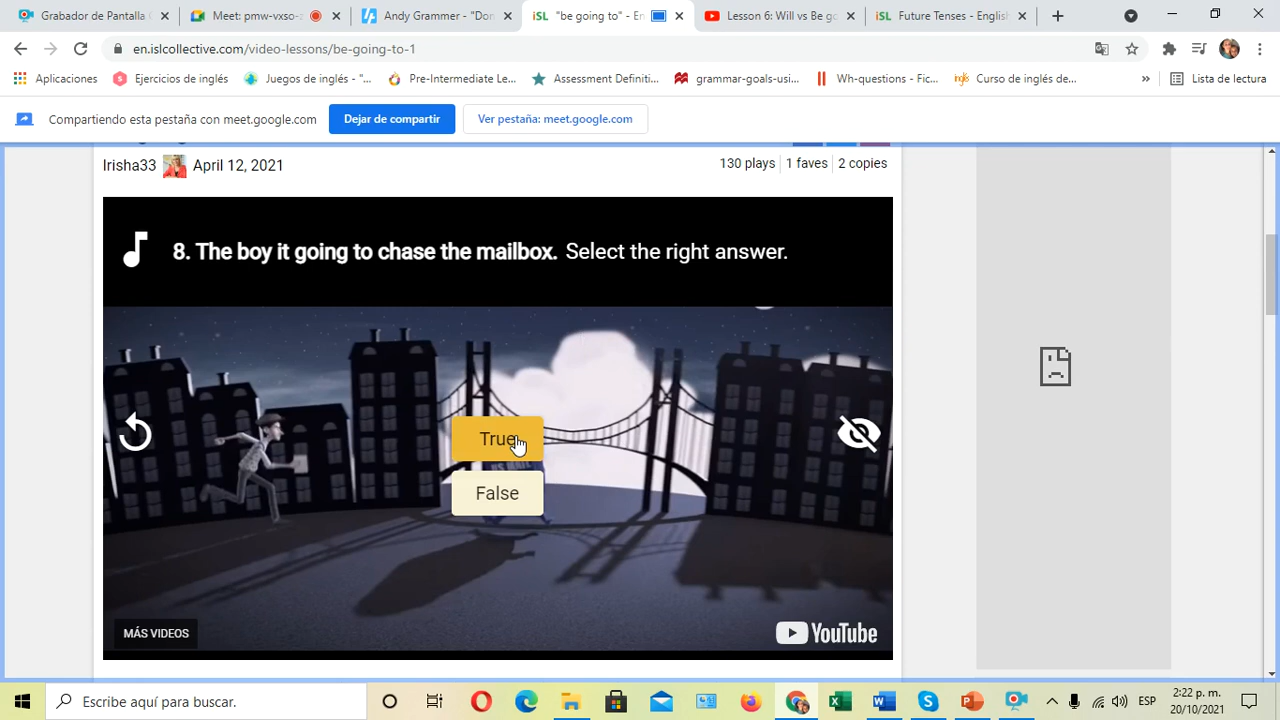 Grabador de Pantalla G
Meet: pmw-vxso-z
Andy Grammer - "Don
iSL "be going to" - En
Lesson 6: Will vs Be go
iSL Future Tenses - English
en.islcollective.com/video-lessons/be-going-to-1
Aplicaciones
Ejercicios de inglés
Juegos de inglés - "...
Pre-Intermediate Le...
Assessment Definiti...
grammar-goals-usi...
Wh-questions - Fic...
ingls Curso de inglés de...
»
Lista de lectura
Compartiendo esta pestaña con meet.google.com
Dejar de compartir
Ver pestaña: meet.google.com
Irisha33 April 12, 2021
130 plays 1 faves 2 copies
8. The boy it going to chase the mailbox. Select the right answer.
True
False
MÁS VIDEOS
YouTube
Escribe aquí para buscar.
ESP
2:22 p. m.
20/10/2021